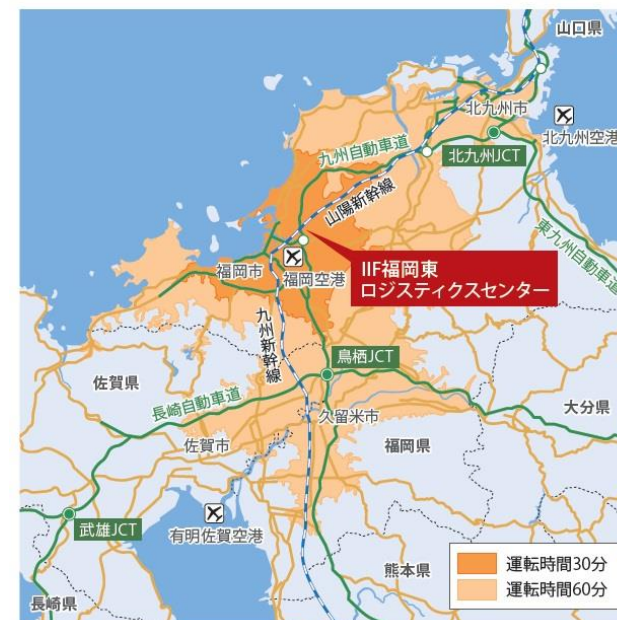 山口県
北九州市
北九州空港
九州自動車道
北九州JCT
山陽新幹線
東九州自動車道
IIF福岡東
ロジスティクスセンター
福岡市
福岡空港
九州新幹線
鳥栖JCT
佐賀県
長崎自動車道
大分県
久留米市
佐賀市
福岡県
武雄JCT
有明佐賀空港
運転時間30分
熊本県
運転時間60分
長崎県